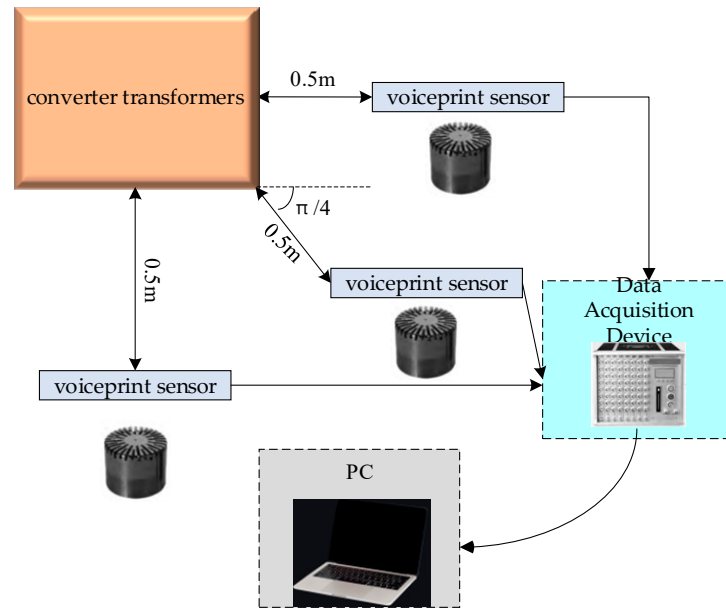 converter transformers
0.5m
voiceprint sensor
π /4
0.5m
0.5m
voiceprint sensor
Data
Acquisition
Device
voiceprint sensor
PC